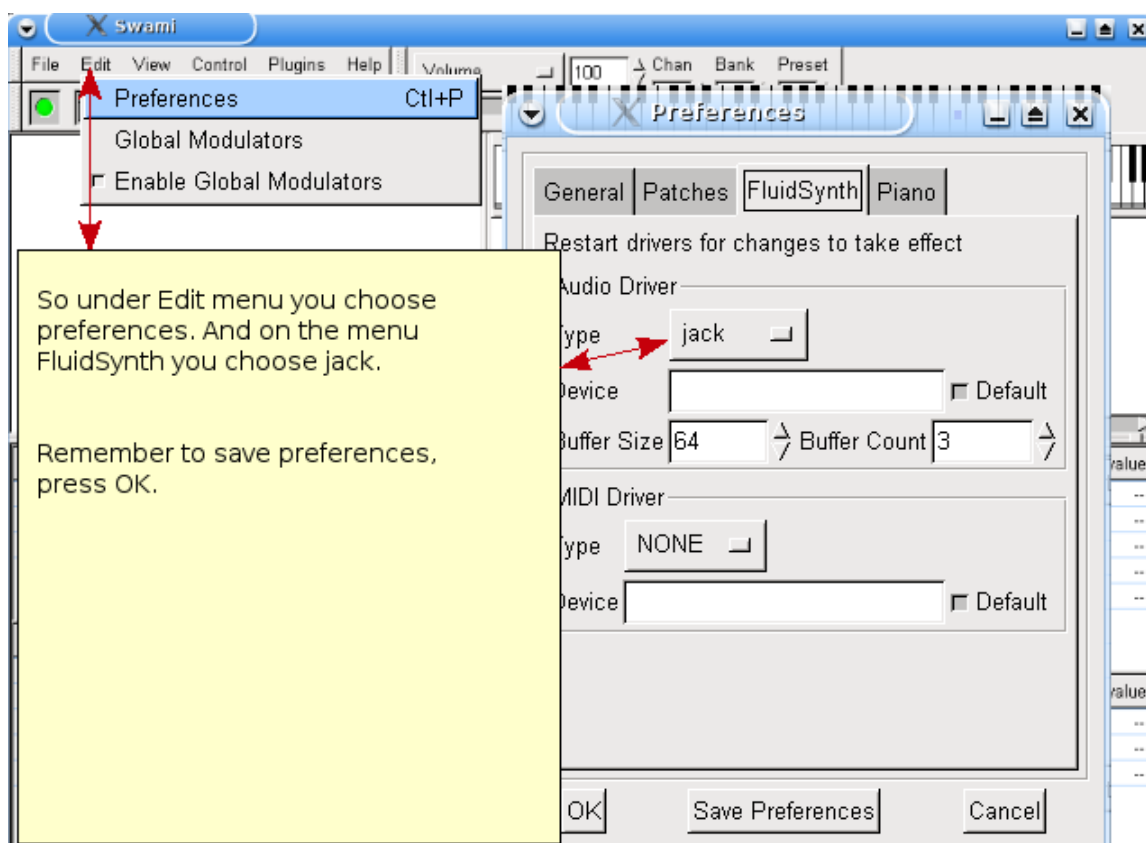 Swami
File Edit View Control Plugins Help Volume 100 Chan Bank Preset
Preferences Ctl+P
Global Modulators
Enable Global Modulators
Preferences
General Patches FluidSynth Piano
Restart drivers for changes to take effect
Audio Driver
Type jack
Device Default
Buffer Size 64 Buffer Count 3
MIDI Driver
Type NONE
Device Default
OK Save Preferences Cancel
So under Edit menu you choose
preferences. And on the menu
FluidSynth you choose jack.
Remember to save preferences,
press OK.
value
--
--
--
--
--
value
--
--
--